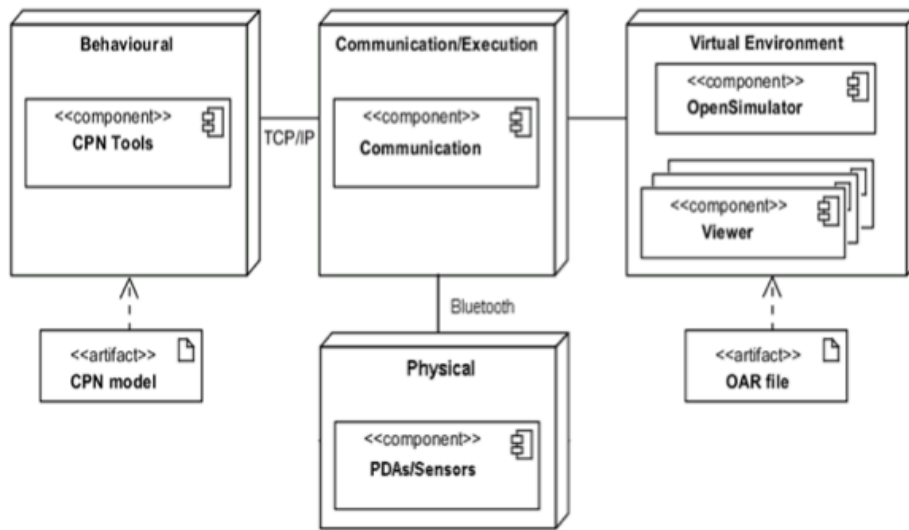 Behavioural
<<component>>
CPN Tools
TCP/IP
Communication/Execution
<<component>>
Communication
Virtual Environment
<<component>>
OpenSimulator
<<component>>
Viewer
Bluetooth
<<artifact>>
CPN model
Physical
<<component>>
PDAs/Sensors
<<artifact>>
OAR file